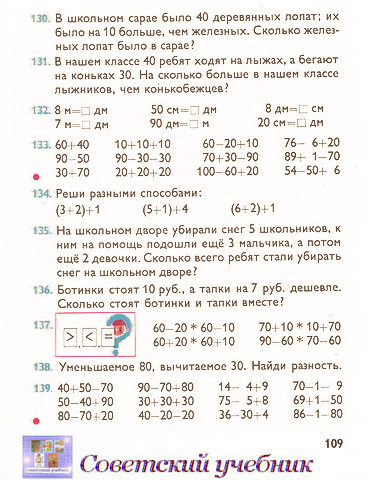 130. В школьном сарае было 40 деревянных лопат; их
было на 10 больше, чем железных. Сколько желез-
ных лопат было в сарае?
131. В нашем классе 40 ребят ходят на лыжах, а бегают
на коньках 30. На сколько больше в нашем классе
лыжников, чем конькобежцев?
132. 8 м=□ дм 50 см=□ дм 8 дм=□ см
7 м=□ дм 90 дм=□ м 20 см=□ дм
133. 60+40 10+10+10 60−20+10 76− 6+20
90−50 90−30−30 70+30−90 89+ 1−70
30+70 20+20+20 100−60+20 54−50+ 6
134. Реши разными способами:
(3+2)+1 (5+1)+4 (6+2)+1
135. На школьном дворе убирали снег 5 школьников, к
ним на помощь подошли ещё 3 мальчика, а потом
ещё 2 девочки. Сколько всего ребят стали убирать
снег на школьном дворе?
136. Ботинки стоят 10 руб., а тапки на 7 руб. дешевле.
Сколько стоят ботинки и тапки вместе?
137. > < = ? 60−20 * 60−10 70+10 * 10+70
60+20 * 60+10 90−60 * 70−60
138. Уменьшаемое 80, вычитаемое 30. Найди разность.
139. 40+50−70 90−70+80 14− 4+9 70−1− 9
50−40+90 30+30+30 75− 5+8 69+1−50
80−70+20 40−20−20 36−30+4 86−1−80
109
Советский учебник